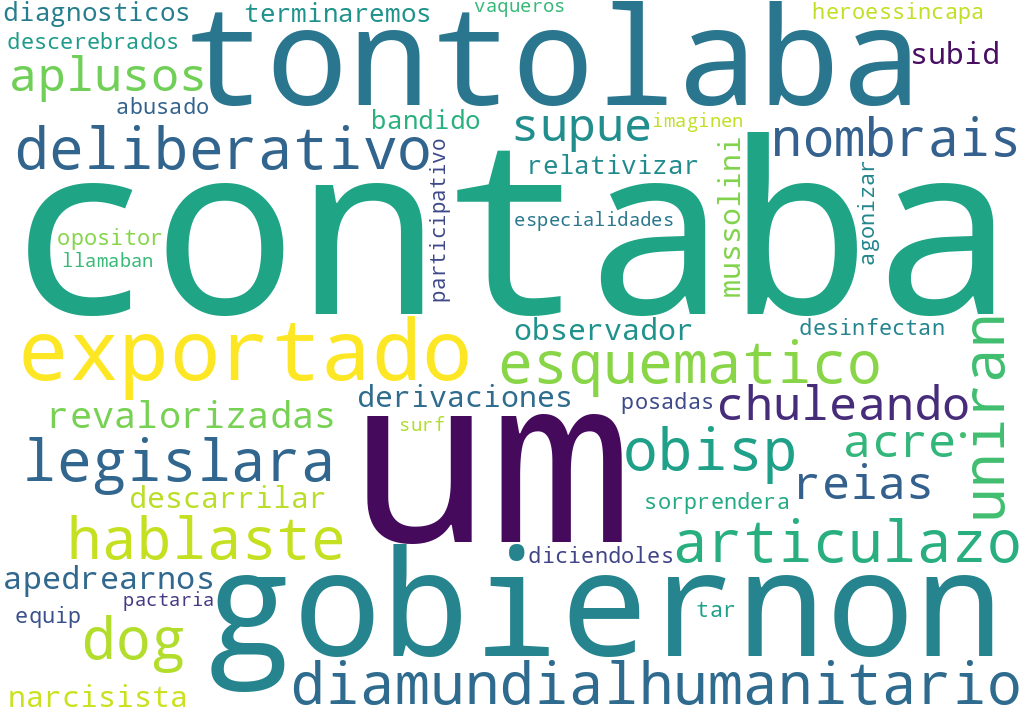 diagnosticos
terminaremos
vaqueros
heroessincapa
descerebrados
tontolaba
subid
aplusos
abusado
bandido
supue
imaginen
nombrais
deliberativo
participativo
relativizar
mussolini
agonizar
contaba
especialidades
opositor
llamaban
exportado
observador
desinfectan
esquematico
uniran
derivaciones
posadas
chuleando
revalorizadas
surf
um
obisp
acre
legislara
reias
descarrilar
sorprendera
hablaste
diciendoles
articulazo
apedrearnos
gobiernon
pactaria
equip
tar
dog
diamundialhumanitario
narcisista